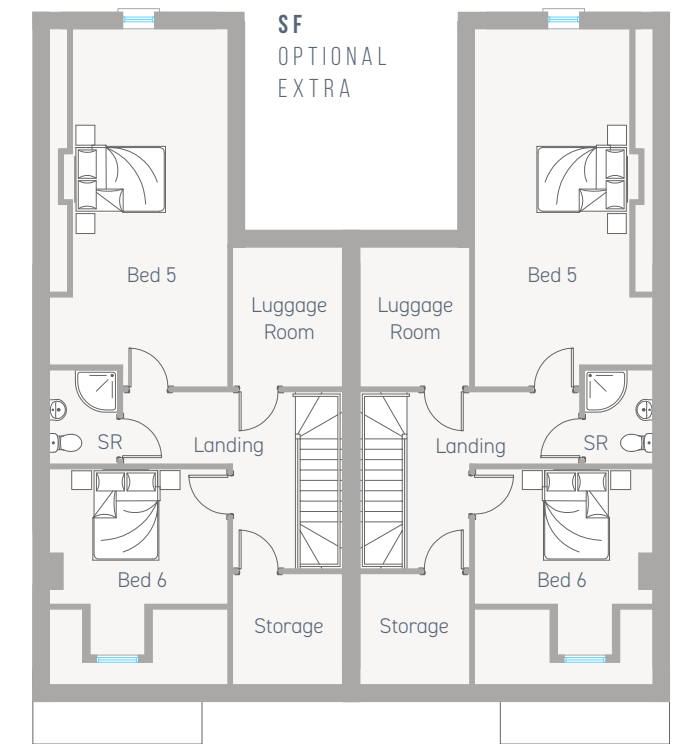 SF
OPTIONAL
EXTRA
Bed 5
Bed 5
Luggage
Room
Luggage
Room
SR
Landing
Landing
SR
Bed 6
Bed 6
Storage
Storage